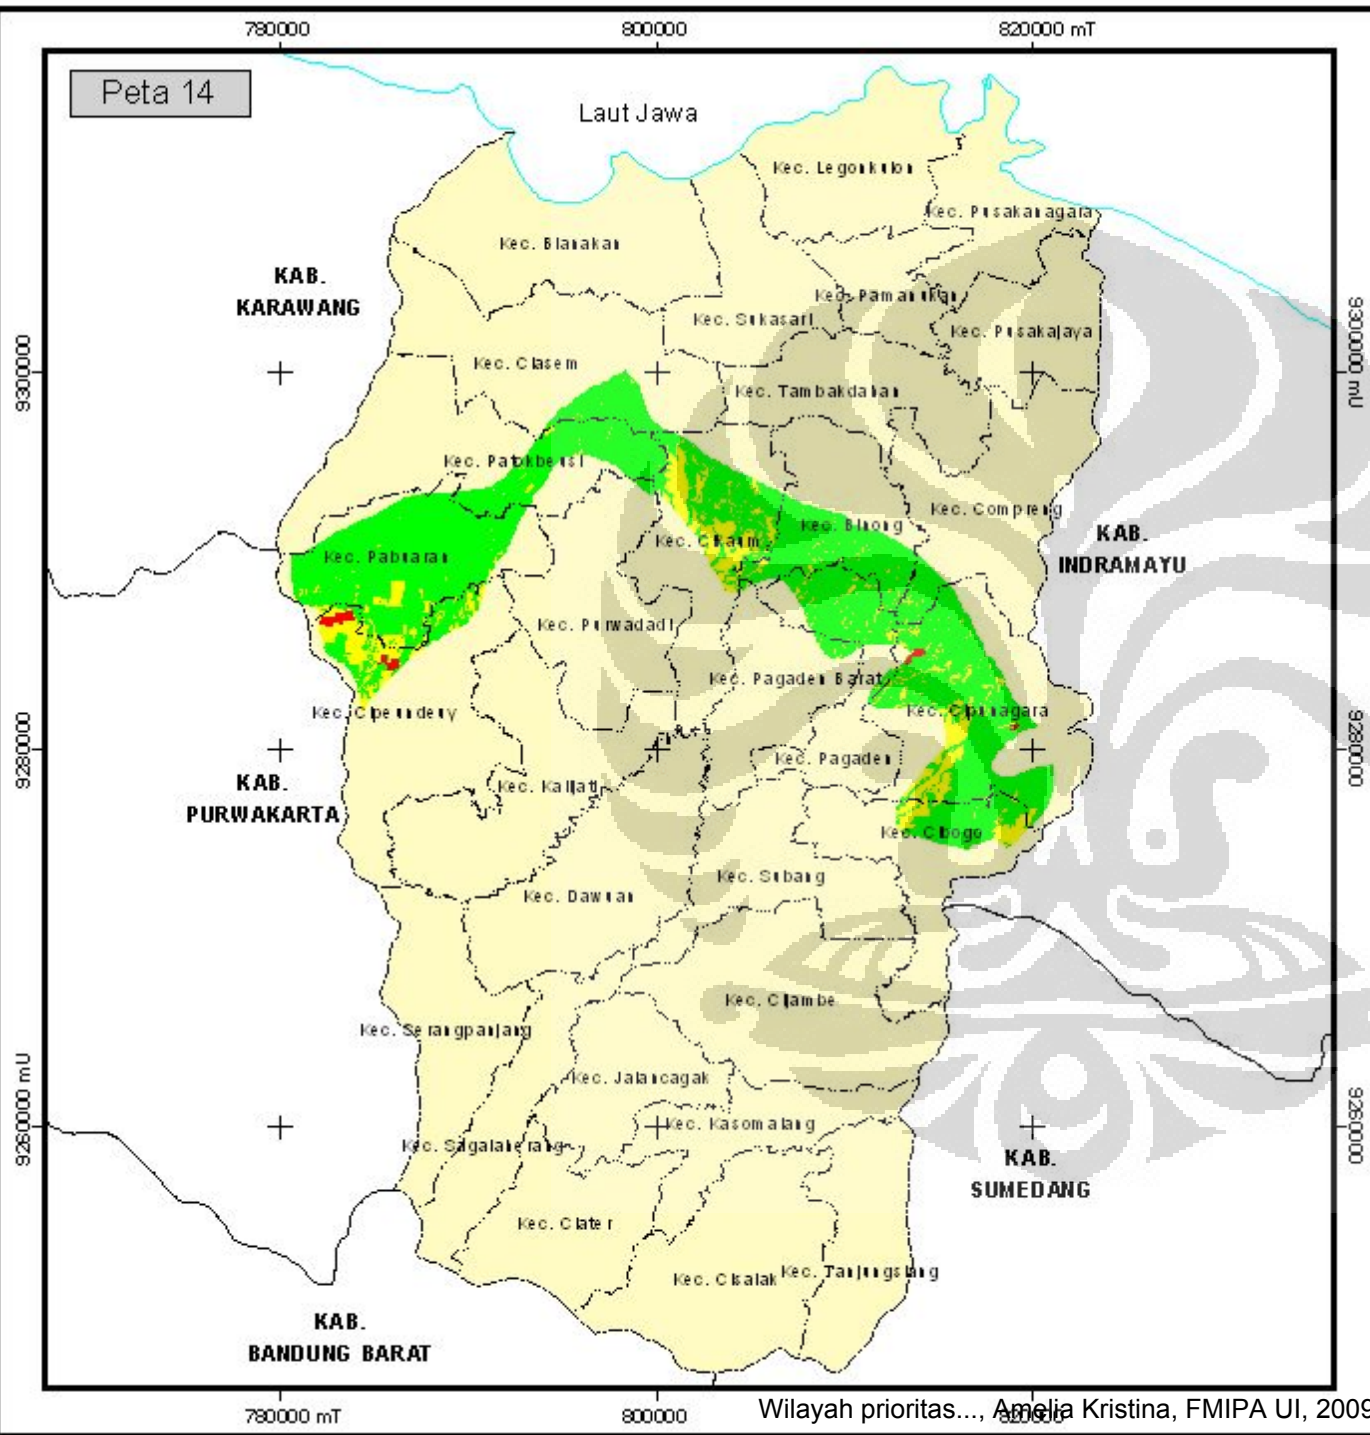 780000
800000
820000 mT
Peta 14
Laut Jawa
Kec. Legonkulon
Kec. Pusakanagara
Kec. Blanakan
KAB.
KARAWANG
Kec. Pamanukan
Kec. Sukasari
Kec. Pusakajaya
9300000
9300000 mU
Kec. Ciasem
Kec. Tambakdahan
Kec. Patokbeusi
Kec. Compreng
Kec. Binong
KAB.
INDRAMAYU
Kec. Cikaum
Kec. Pabuaran
2
Kec. Purwadadi
Kec. Pagaden Barat
Kec. Cipeundeuy
Kec. Cipunagara
9280000
9280000
Kec. Pagaden
KAB.
PURWAKARTA
Kec. Kalijati
1
Kec. Cibogo
Kec. Subang
Kec. Dawuan
Kec. Cijambe
Kec. Serangpanjang
Kec. Jalancagak
9260000 mU
9260000
Kec. Kasomalang
Kec. Sagalaherang
KAB.
SUMEDANG
Kec. Ciater
Kec. Cisalak
Kec. Tanjungsiang
KAB.
BANDUNG BARAT
780000 mT
800000
820000
Wilayah prioritas..., Amelia Kristina, FMIPA UI, 2009